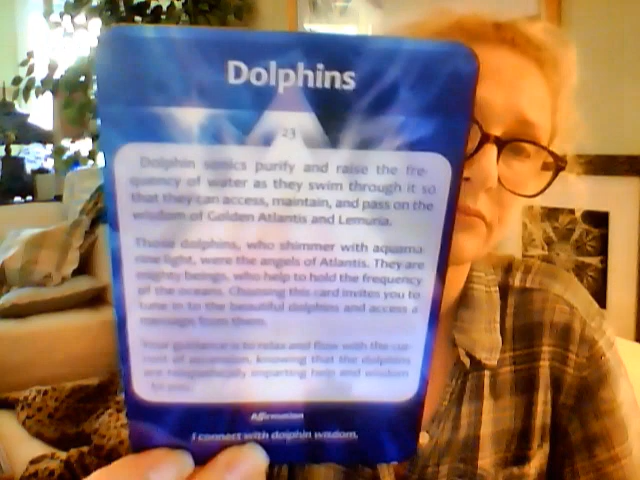 Dolphins
23
Dolphin sonics purify and raise the fre-
quency of water as they swim through it so
that they can access, maintain, and pass on the
wisdom of Golden Atlantis and Lemuria.
Those dolphins, who shimmer with aquama-
rine light, were the angels of Atlantis. They are
mighty beings, who help to hold the frequency
of the oceans. Choosing this card invites you to
tune in to the beautiful dolphins and access a
message from them.
Your guidance is to relax and flow with the cur-
rent of ascension, knowing that the dolphins
are telepathically imparting help and wisdom
to you.
Affirmation
I connect with dolphin wisdom.